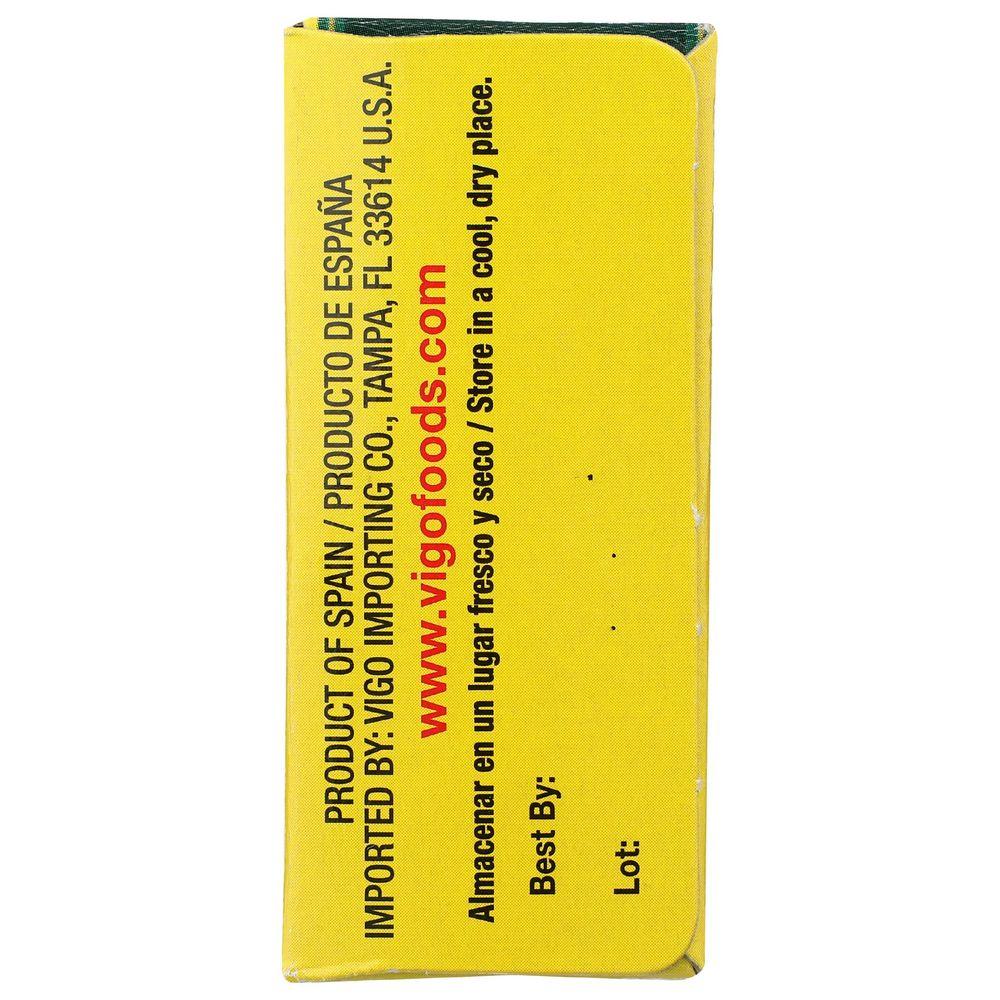 PRODUCT OF SPAIN / PRODUCTO DE ESPAÑA
IMPORTED BY: VIGO IMPORTING CO., TAMPA, FL 33614 U.S.A.
www.vigofoods.com
Almacenar en un lugar fresco y seco / Store in a cool, dry place.
Best By:
Lot: